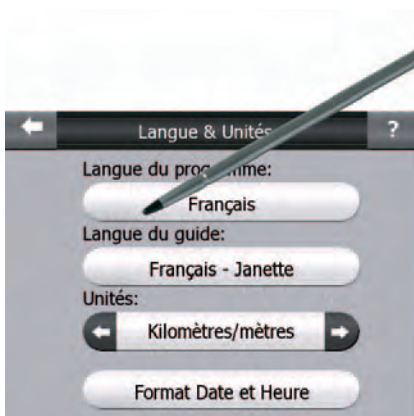 Langue & Unités
?
Langue du programme:
Français
Langue du guide:
Français - Janette
Unités:
Kilomètres/mètres
Format Date et Heure